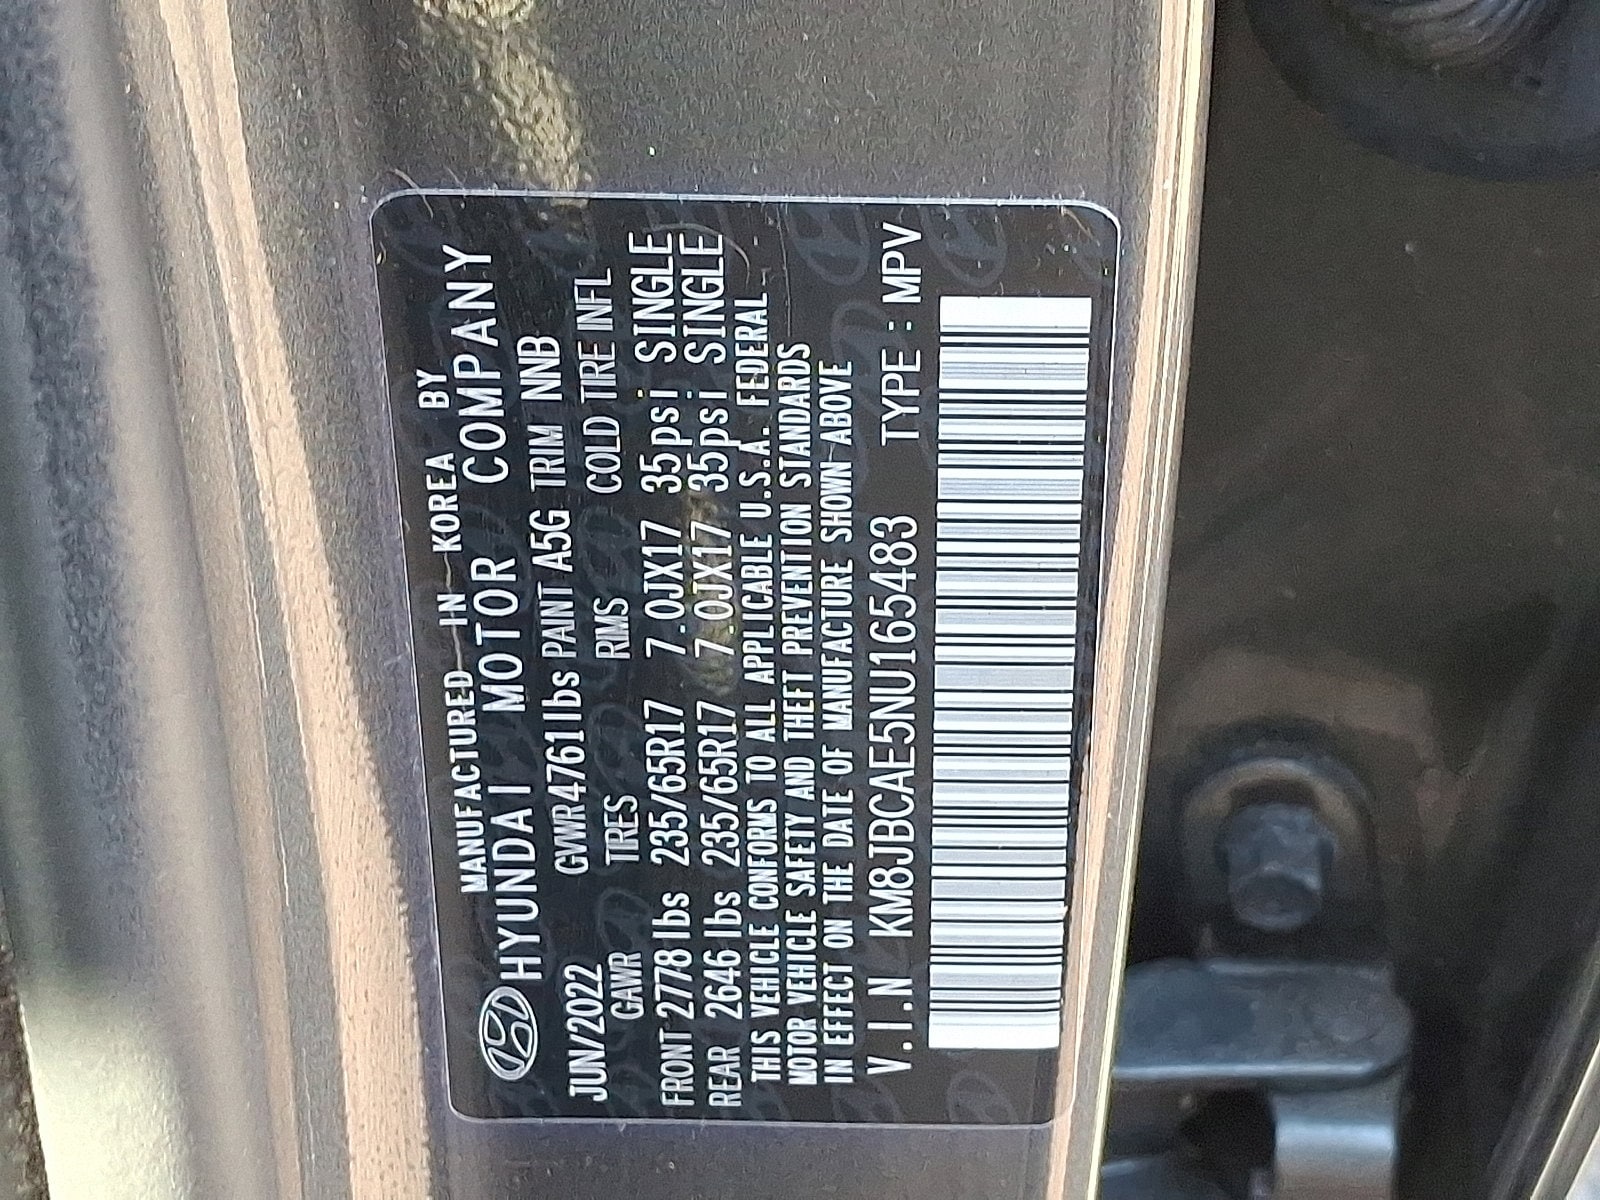 MANUFACTURED IN KOREA BY
HYUNDAI MOTOR COMPANY
JUN/2022 GVWR4761lbs PAINT A5G TRIM NNB
GAWR TIRES RIMS COLD TIRE INFL
FRONT 2778 lbs 235/65R17 7.0JX17 35psi SINGLE
REAR 2646 lbs 235/65R17 7.0JX17 35psi SINGLE
THIS VEHICLE CONFORMS TO ALL APPLICABLE U.S.A. FEDERAL
MOTOR VEHICLE SAFETY AND THEFT PREVENTION STANDARDS
IN EFFECT ON THE DATE OF MANUFACTURE SHOWN ABOVE
V.I.N KM8JBCAE5NU165483 TYPE : MPV